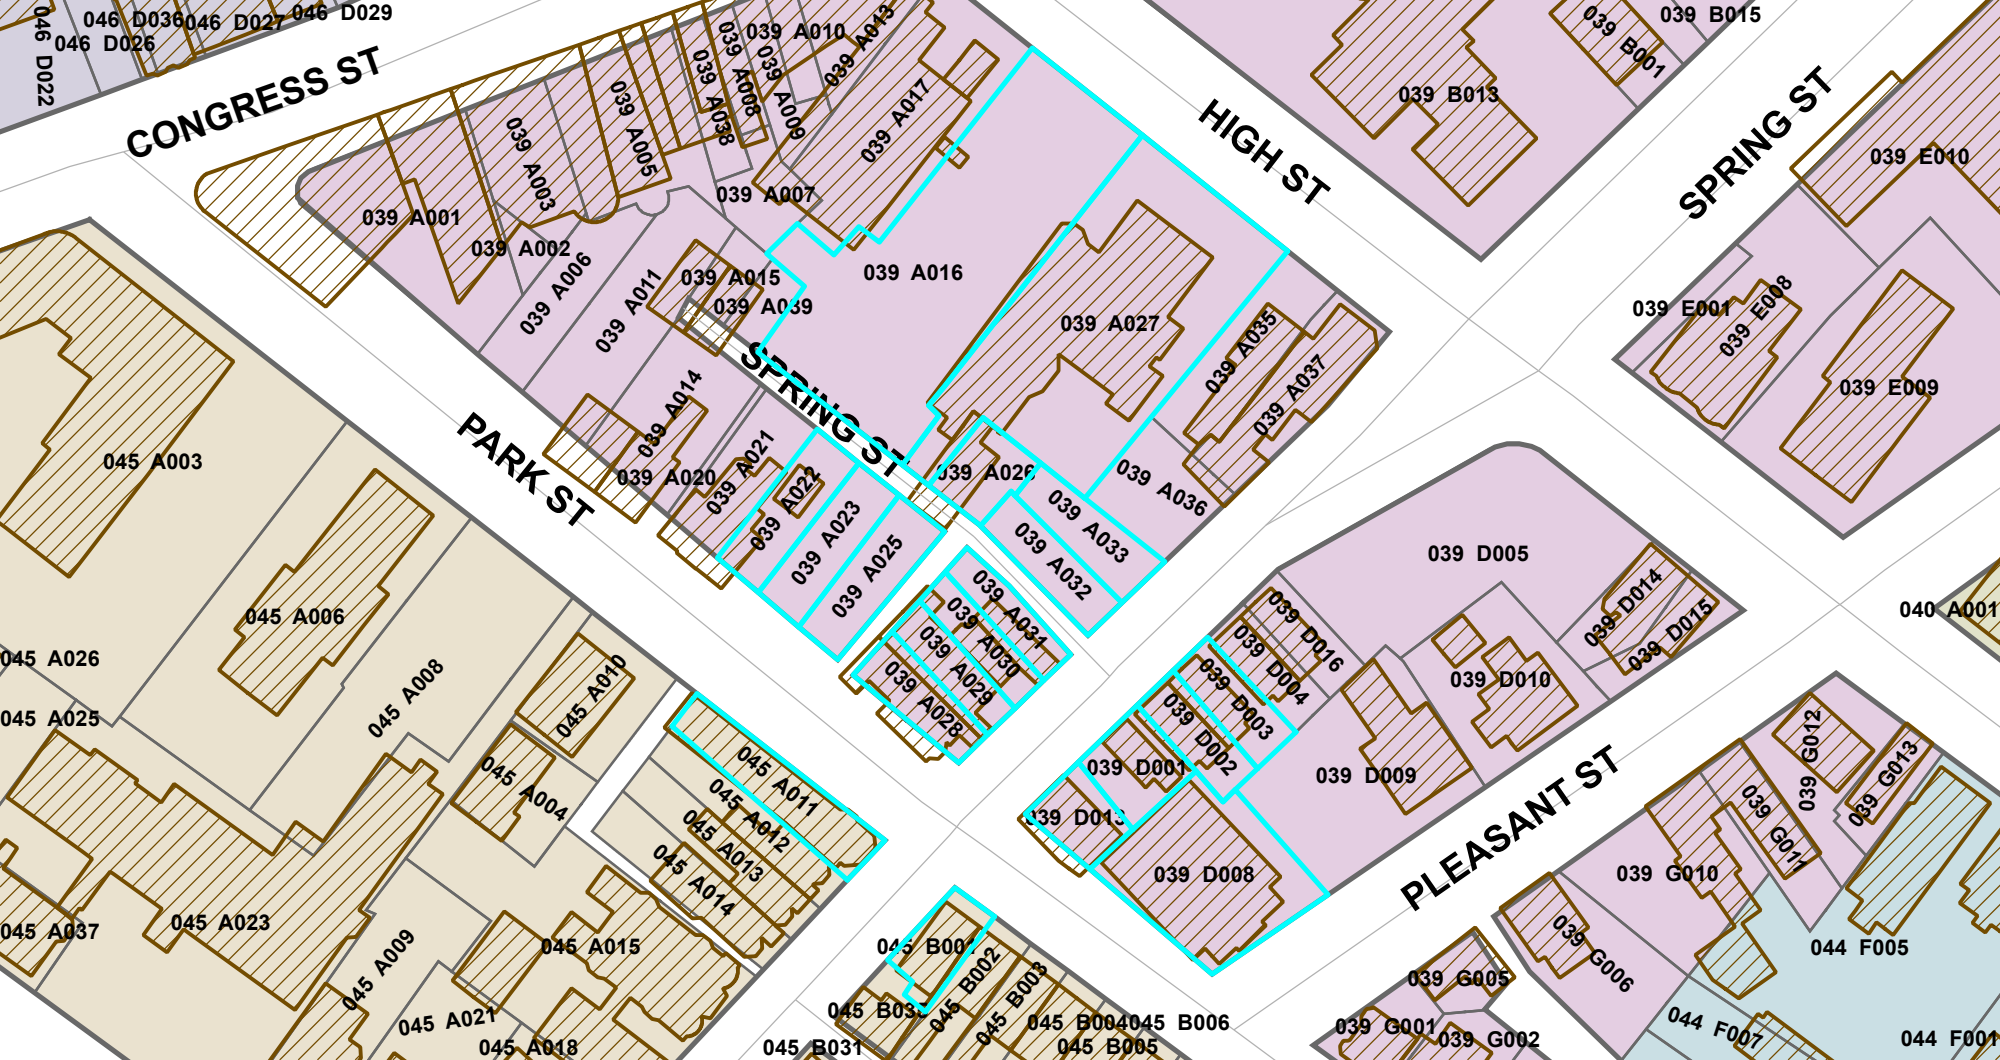 046 D036
046 D027
046 D029
046 D026
046 D022
CONGRESS ST
039 A010
039 A013
039 A008
039 A009
039 A038
039 A005
039 A003
039 A017
039 A007
039 A001
039 A002
039 A006
039 A011
039 A015
039 A039
039 A016
039 A027
039 B015
039 B001
039 B013
HIGH ST
SPRING ST
039 E010
039 E001
039 E008
039 E009
039 A035
039 A037
039 A036
SPRING ST
PARK ST
039 A014
039 A020
039 A021
039 A022
039 A023
039 A025
039 A026
039 A033
039 A032
039 A031
039 A030
039 A029
039 A028
045 A003
045 A006
045 A026
045 A025
045 A008
045 A010
045 A004
045 A011
045 A012
045 A013
045 A014
045 A015
045 A023
045 A037
045 A009
045 A021
045 A018
039 D005
039 D014
039 D015
039 D016
039 D004
039 D003
039 D002
039 D001
039 D013
039 D010
039 D009
039 D008
040 A001
PLEASANT ST
039 G012
039 G013
039 G011
039 G010
039 G006
039 G005
039 G001
039 G002
044 F005
044 F007
044 F001
045 B001
045 B002
045 B003
045 B004
045 B006
045 B005
045 B031